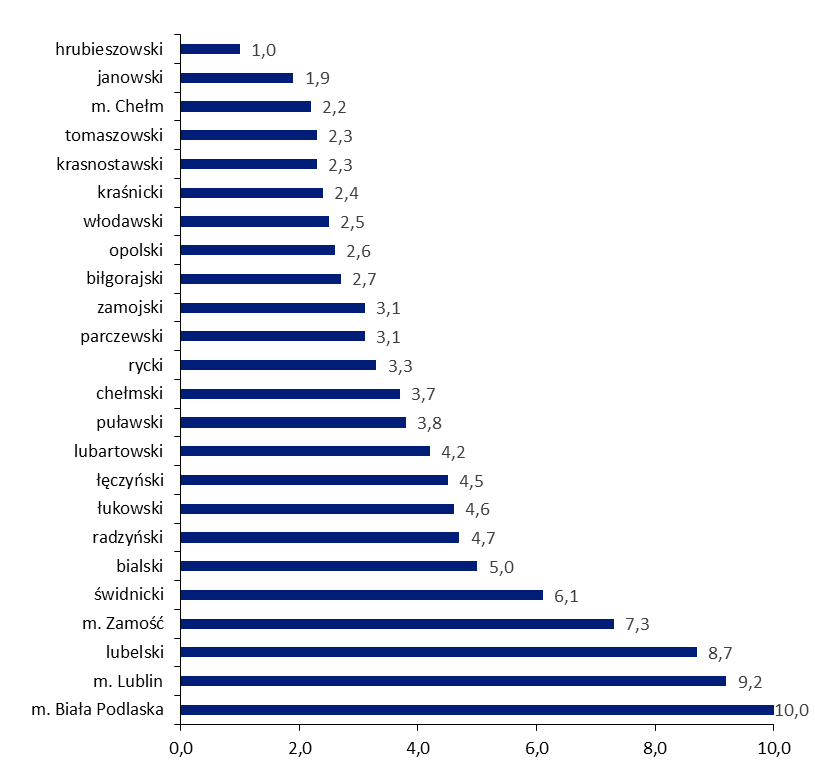 hrubieszowski 1,0
janowski 1,9
m. Chełm 2,2
tomaszowski 2,3
krasnostawski 2,3
kraśnicki 2,4
włodawski 2,5
opolski 2,6
biłgorajski 2,7
zamojski 3,1
parczewski 3,1
rycki 3,3
chełmski 3,7
puławski 3,8
lubartowski 4,2
łęczyński 4,5
łukowski 4,6
radzyński 4,7
bialski 5,0
świdnicki 6,1
m. Zamość 7,3
lubelski 8,7
m. Lublin 9,2
m. Biała Podlaska 10,0
0,0 2,0 4,0 6,0 8,0 10,0